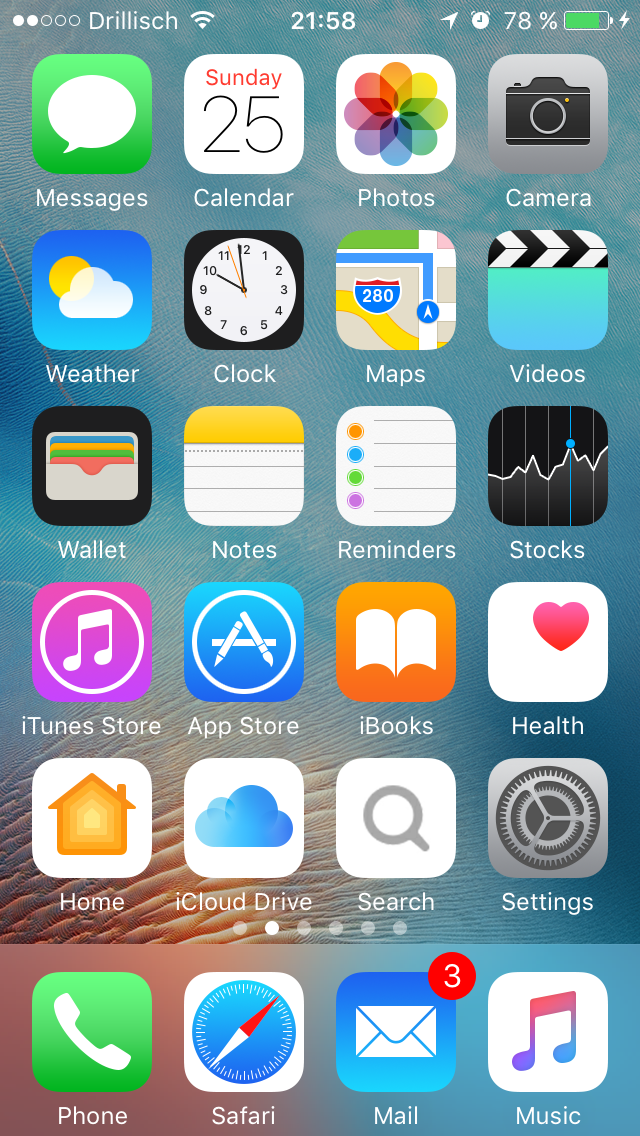 Drillisch 21:58 78 %
Sunday
25
Messages Calendar Photos Camera
11 12 1
10 2
9 3
8 4
7 6 5
280
Weather Clock Maps Videos
Wallet Notes Reminders Stocks
iTunes Store App Store iBooks Health
Home iCloud Drive Search Settings
3
Phone Safari Mail Music